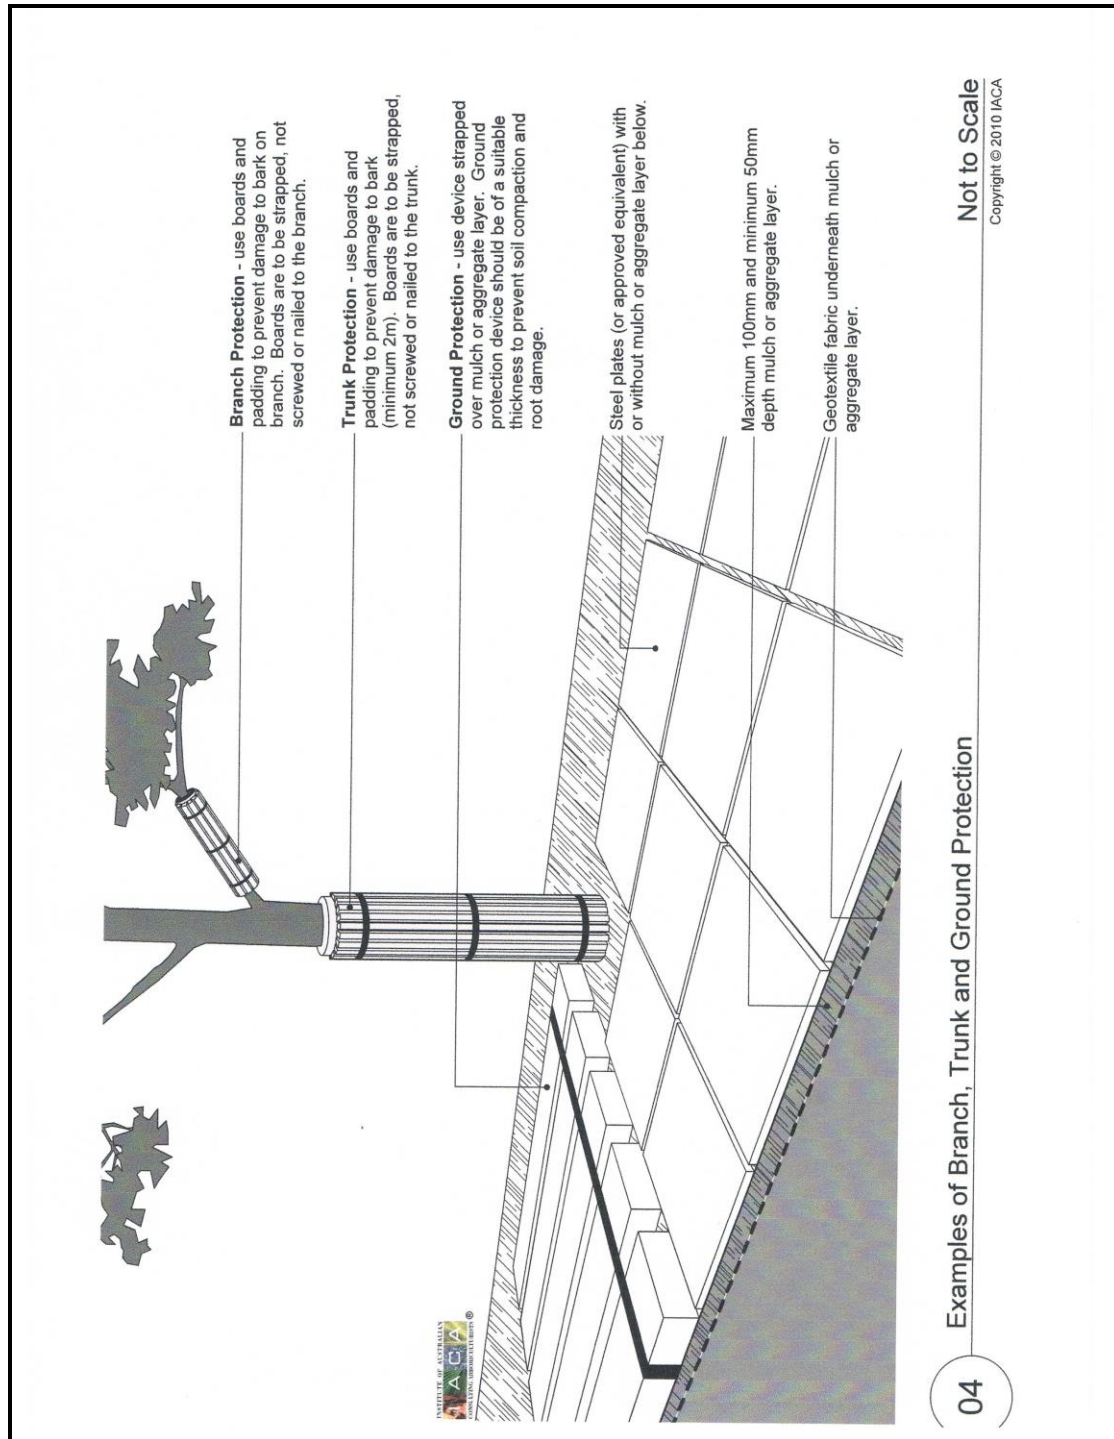 INSTITUTE OF AUSTRALIAN
I A C A ®
CONSULTING ARBORICULTURISTS
Branch Protection - use boards and
padding to prevent damage to bark on
branch. Boards are to be strapped, not
screwed or nailed to the branch.
Trunk Protection - use boards and
padding to prevent damage to bark
(minimum 2m). Boards are to be strapped,
not screwed or nailed to the trunk.
Ground Protection - use device strapped
over mulch or aggregate layer. Ground
protection device should be of a suitable
thickness to prevent soil compaction and
root damage.
Steel plates (or approved equivalent) with
or without mulch or aggregate layer below.
Maximum 100mm and minimum 50mm
depth mulch or aggregate layer.
Geotextile fabric underneath mulch or
aggregate layer.
04
Examples of Branch, Trunk and Ground Protection
Not to Scale
Copyright © 2010 IACA